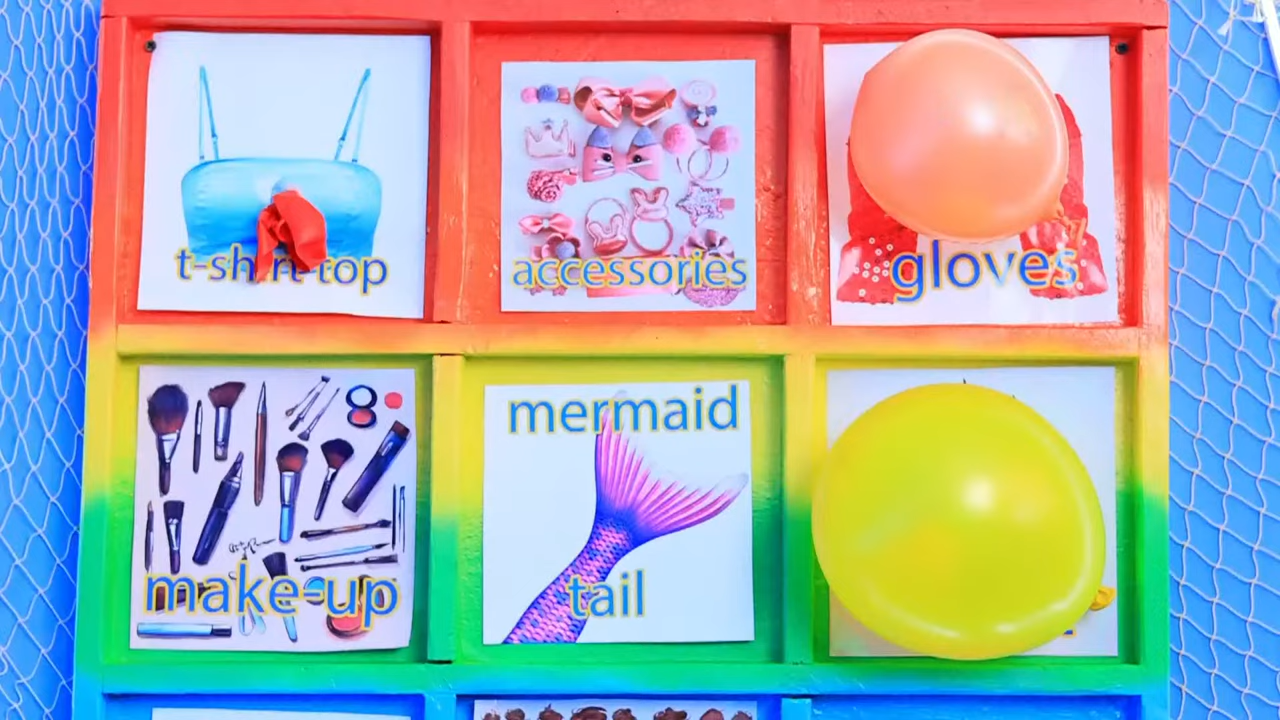 t-shirt-top
accessories
gloves
make-up
mermaid
tail